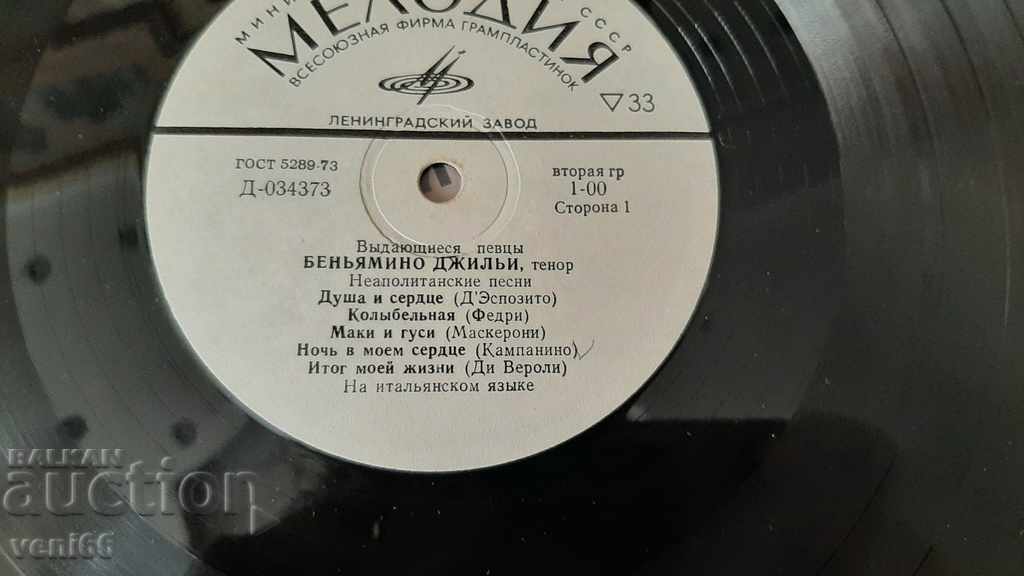 МИНИ СССР
МЕЛОДИЯ
ВСЕСОЮЗНАЯ ФИРМА ГРАМПЛАСТИНОК
▽33
ЛЕНИНГРАДСКИЙ ЗАВОД
ГОСТ 5289-73
Д-034373
вторая гр
1-00
Сторона 1
Выдающиеся певцы
БЕНЬЯМИНО ДЖИЛЬИ, тенор
Неаполитанские песни
Душа и сердце (Д'Эспозито)
Колыбельная (Федри)
Маки и гуси (Маскерони)
Ночь в моем сердце (Кампанино)
Итог моей жизни (Ди Вероли)
На итальянском языке
BALKAN
auction
veni66